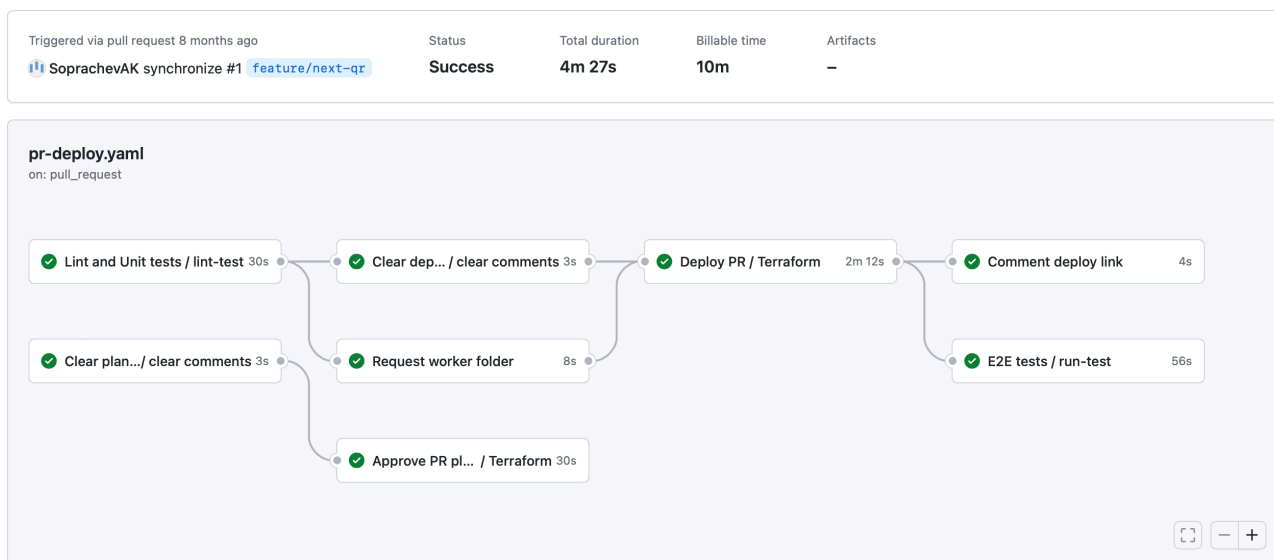 Triggered via pull request 8 months ago
SoprachevAK synchronize #1 feature/next-qr
Status
Success
Total duration
4m 27s
Billable time
10m
Artifacts
–
pr-deploy.yaml
on: pull_request
Lint and Unit tests / lint-test 30s
Clear dep... / clear comments 3s
Deploy PR / Terraform 2m 12s
Comment deploy link 4s
Clear plan.../ clear comments 3s
Request worker folder 8s
E2E tests / run-test 56s
Approve PR pl... / Terraform 30s